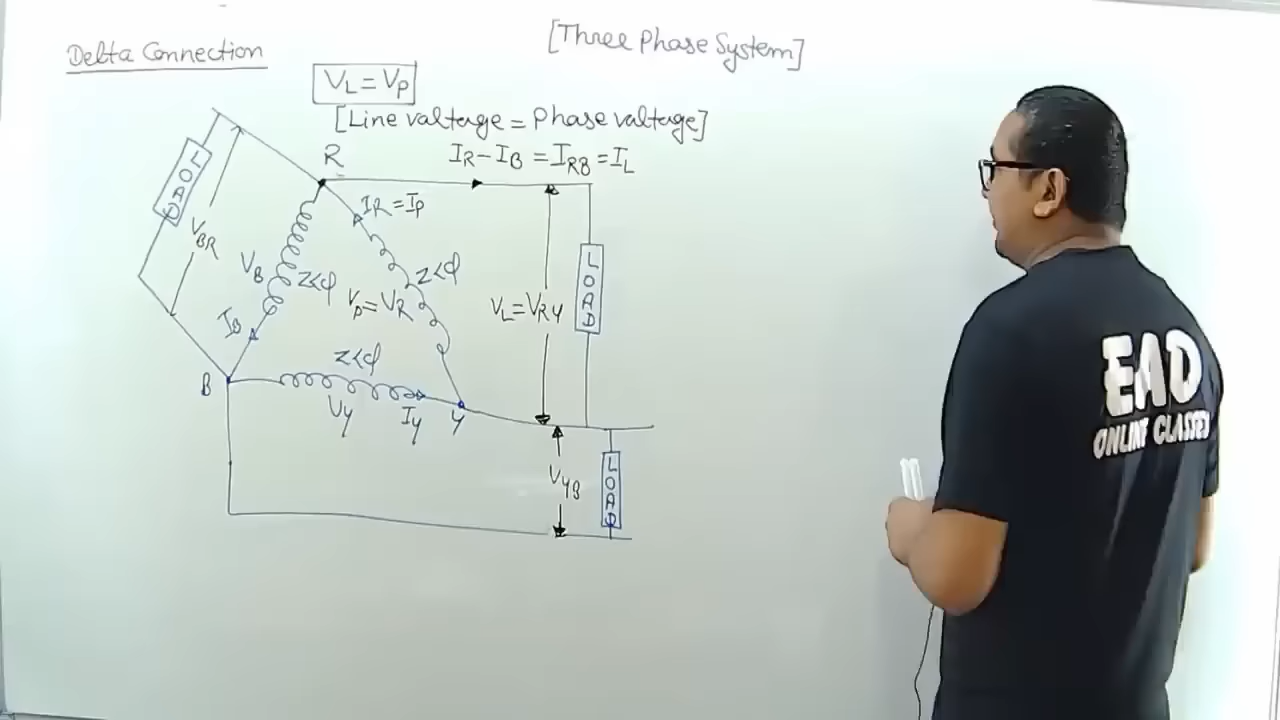 [Three Phase System]
Delta Connection
VL = VP
[Line valtage = Phase valtage]
R
IR - IB = IRB = IL
LOAD
IR = IP
VBR
VB
Z<φ
Z<φ
VP = VR
VL = VRY
LOAD
IB
Z<φ
B
VY
IY
Y
VYB
LOAD
EAD
ONLINE CLASSES